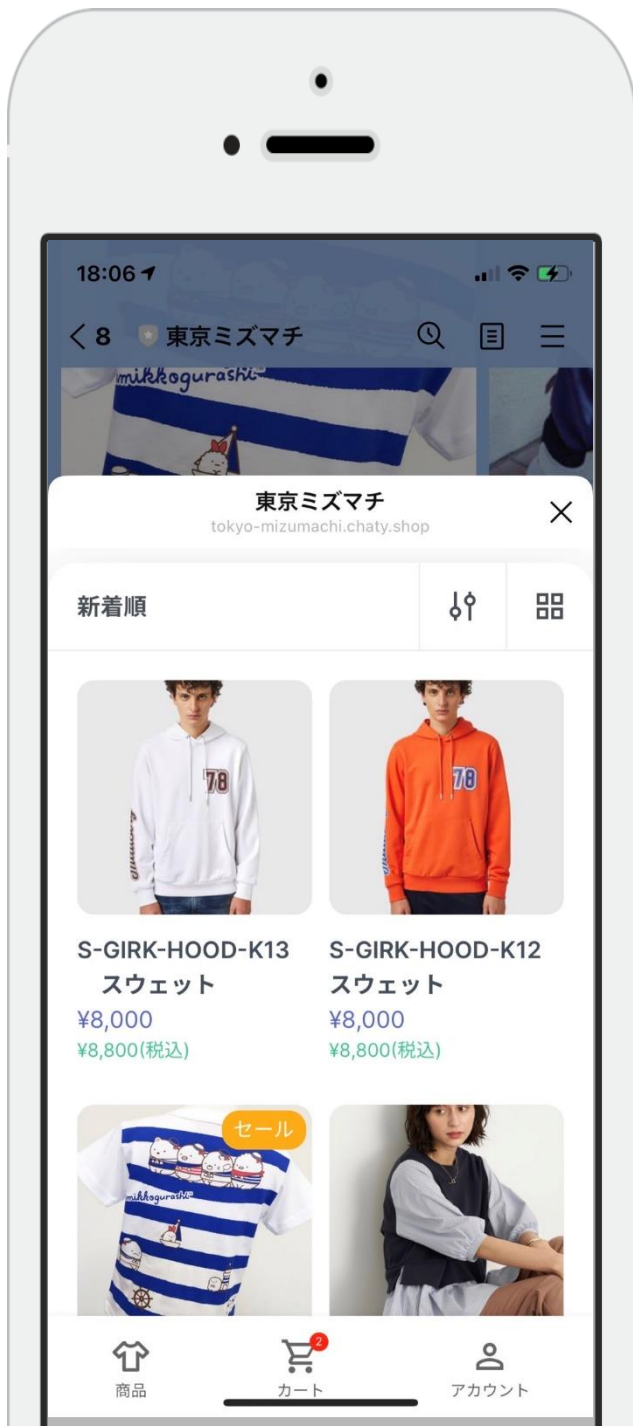 18:06
8 東京ミズマチ
mikkogurashi
東京ミズマチ
tokyo-mizumachi.chaty.shop
新着順
78
78
S-GIRK-HOOD-K13
スウェット
¥8,000
¥8,800(税込)
S-GIRK-HOOD-K12
スウェット
¥8,000
¥8,800(税込)
セール
mikkogurashi
商品
2
カート
アカウント